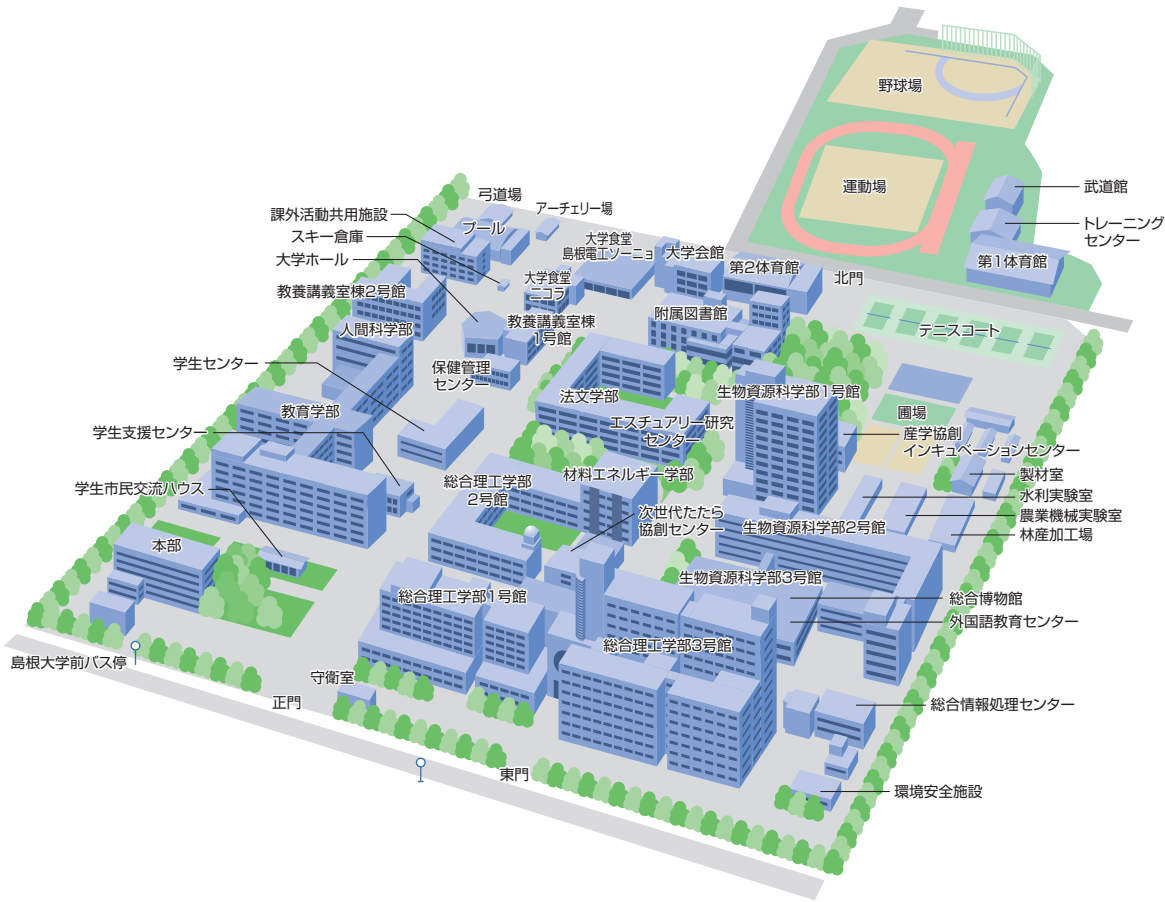 野球場
運動場
武道館
トレーニング
センター
第1体育館
弓道場
アーチェリー場
課外活動共用施設
プール
スキー倉庫
大学ホール
大学食堂
島根電工ソーニョ
大学会館
第2体育館
北門
大学食堂
ニコラ
教養講義室棟2号館
附属図書館
テニスコート
人間科学部
教養講義室棟
1号館
学生センター
保健管理
センター
法文学部
生物資源科学部1号館
教育学部
エスチュアリー研究
センター
圃場
学生支援センター
産学協創
インキュベーションセンター
総合理工学部
2号館
材料エネルギー学部
製材室
学生市民交流ハウス
水利実験室
次世代たたら
協創センター
農業機械実験室
生物資源科学部2号館
林産加工場
本部
生物資源科学部3号館
総合理工学部1号館
総合博物館
外国語教育センター
総合理工学部3号館
島根大学前バス停
守衛室
正門
総合情報処理センター
東門
環境安全施設